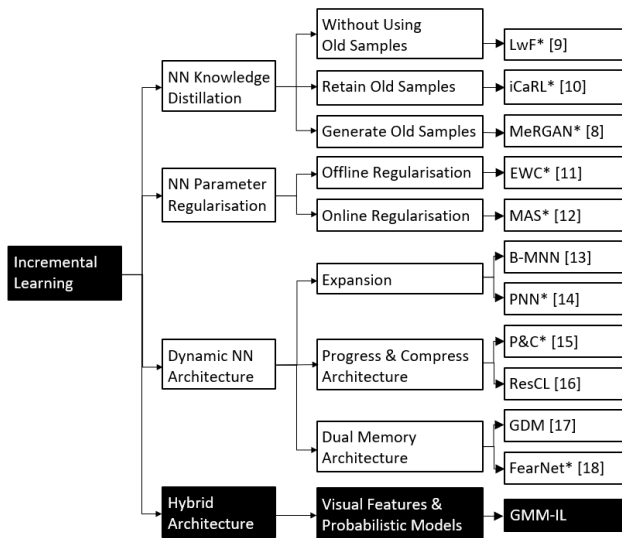 Incremental
Learning
NN Knowledge
Distillation
Without Using
Old Samples
LwF* [9]
Retain Old Samples
iCaRL* [10]
Generate Old Samples
MeRGAN* [8]
NN Parameter
Regularisation
Offline Regularisation
EWC* [11]
Online Regularisation
MAS* [12]
Dynamic NN
Architecture
Expansion
B-MNN [13]
PNN* [14]
Progress & Compress
Architecture
P&C* [15]
ResCL [16]
Dual Memory
Architecture
GDM [17]
FearNet* [18]
Hybrid
Architecture
Visual Features &
Probabilistic Models
GMM-IL